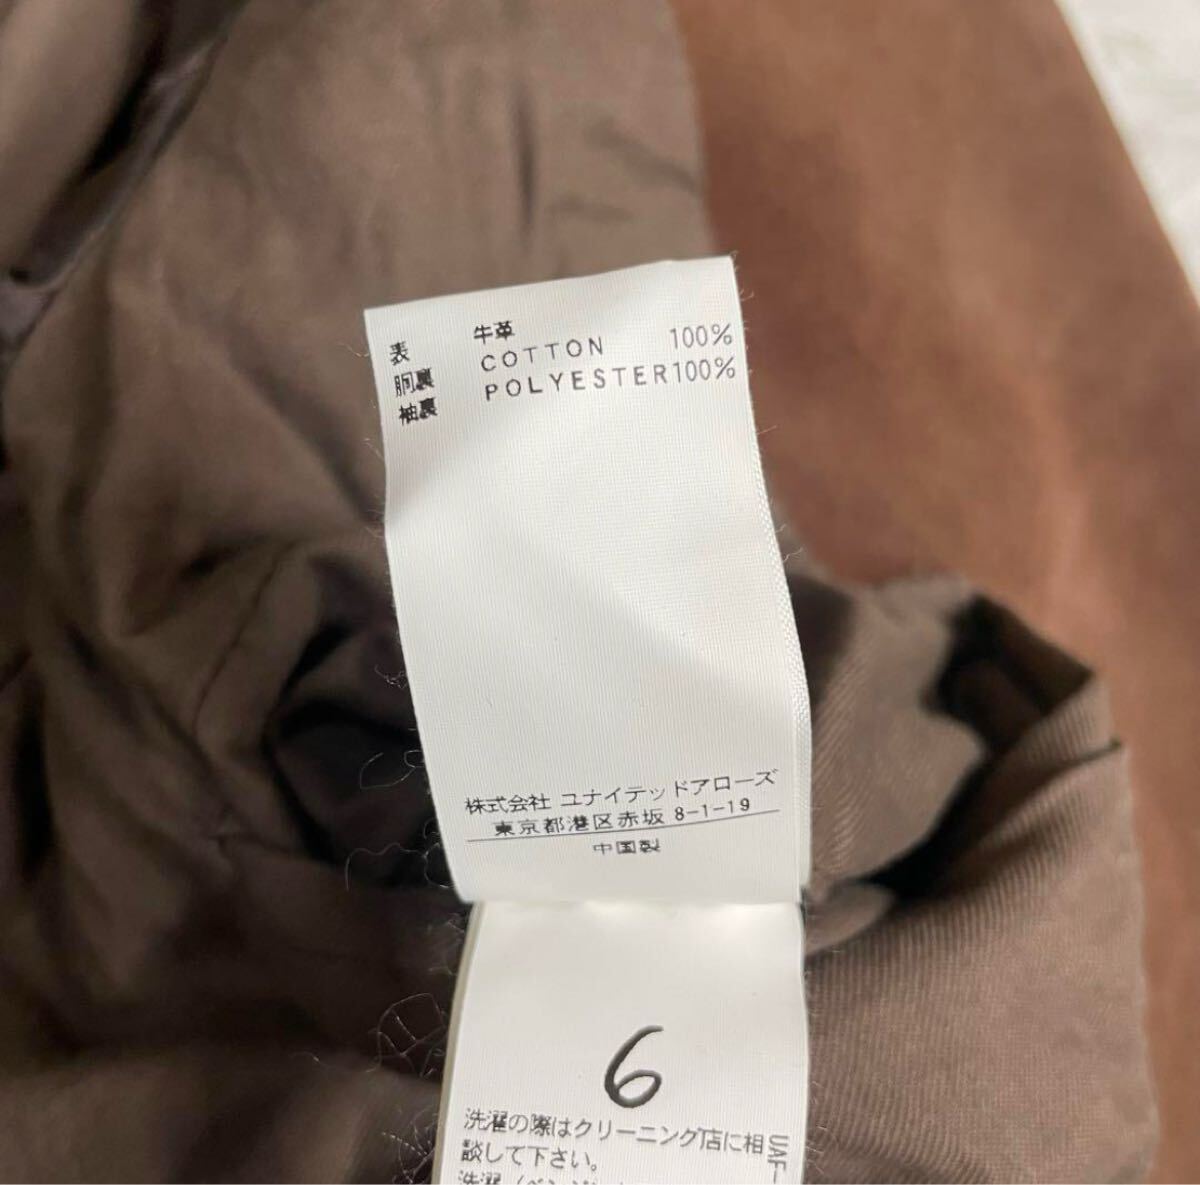 表 牛革
胴裏 COTTON 100%
袖裏 POLYESTER100%
株式会社 ユナイテッドアローズ
東京都港区赤坂 8-1-19
中国製
6
洗濯の際はクリーニング店に相
談して下さい。
UAF-